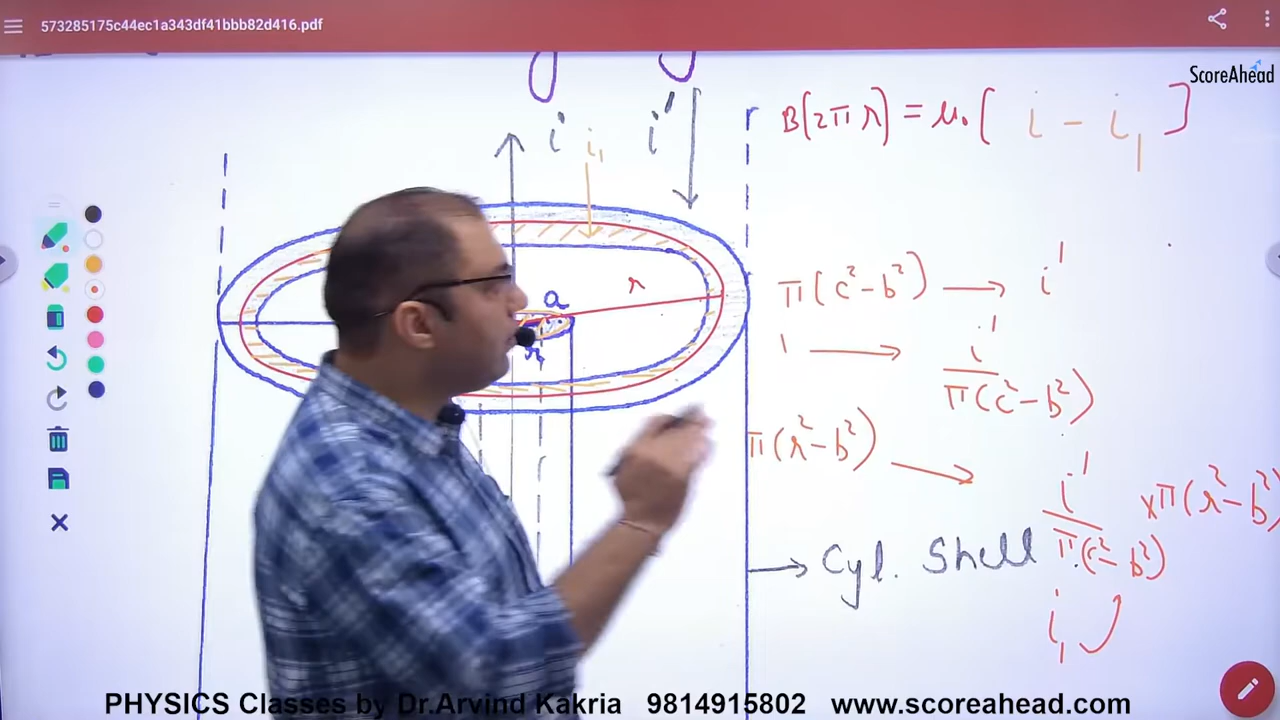 573285175c44ec1a343df41bbb82d416.pdf
ScoreAhead
i i₁ i'
r B(2πr) = μ₀[ i - i₁ ]
a
r
π(c²-b²) → i'
1 → i'/π(c²-b²)
π(r²-b²) → i'/π(c²-b²) × π(r²-b²)
→ Cyl. Shell
i₁
PHYSICS Classes by Dr.Arvind Kakria 9814915802 www.scoreahead.com